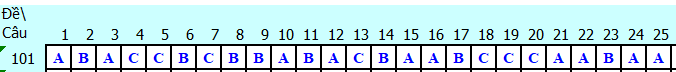 Đề\
Câu 1 2 3 4 5 6 7 8 9 10 11 12 13 14 15 16 17 18 19 20 21 22 23 24 25
101 A B A C C B C B B A B A C B A A B C C C A A B A A